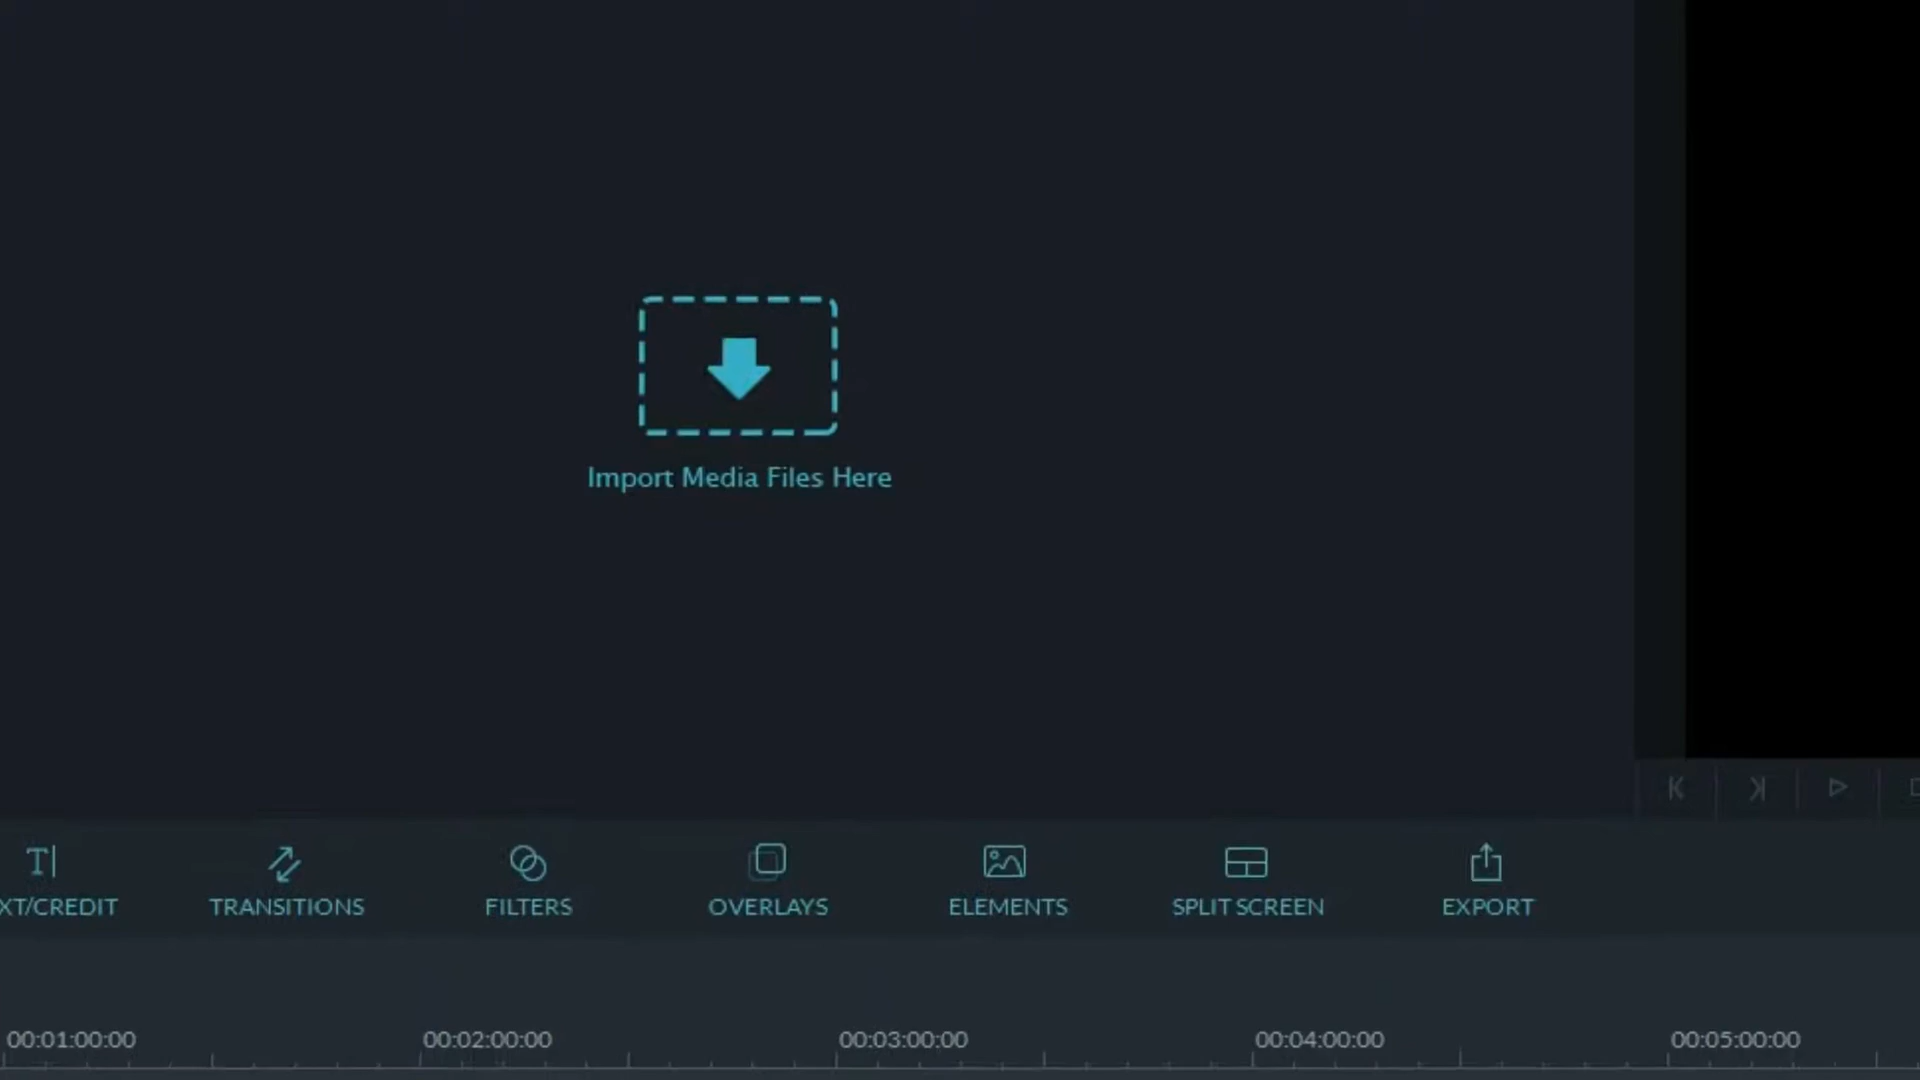 Import Media Files Here
XT/CREDIT TRANSITIONS FILTERS OVERLAYS ELEMENTS SPLIT SCREEN EXPORT
00:01:00:00 00:02:00:00 00:03:00:00 00:04:00:00 00:05:00:00